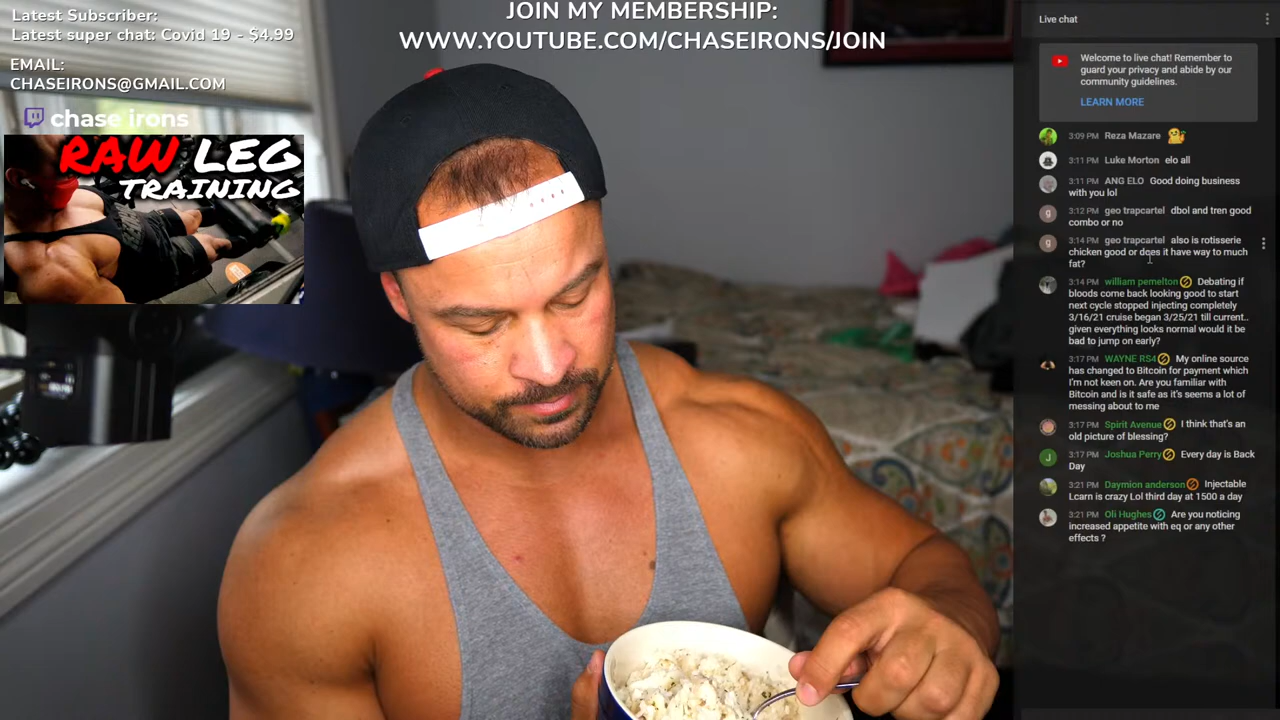 Latest Subscriber:
Latest super chat: Covid 19 - $4.99
EMAIL:
CHASEIRONS@GMAIL.COM
chase irons
RAW LEG
TRAINING
JOIN MY MEMBERSHIP:
WWW.YOUTUBE.COM/CHASEIRONS/JOIN
Live chat
Welcome to live chat! Remember to
guard your privacy and abide by our
community guidelines.
LEARN MORE
3:09 PM Reza Mazare
3:11 PM Luke Morton elo all
3:11 PM ANG ELO Good doing business
with you lol
g 3:12 PM geo trapcartel dbol and tren good
combo or no
g 3:14 PM geo trapcartel also is rotisserie
chicken good or does it have way to much
fat?
3:14 PM william pemelton Debating if
bloods come back looking good to start
next cycle stopped injecting completely
3/16/21 cruise began 3/25/21 till current..
given everything looks normal would it be
bad to jump on early?
3:17 PM WAYNE RS4 My online source
has changed to Bitcoin for payment which
I'm not keen on. Are you familiar with
Bitcoin and is it safe as it's seems a lot of
messing about to me
3:17 PM Spirit Avenue I think that's an
old picture of blessing?
J 3:17 PM Joshua Perry Every day is Back
Day
3:21 PM Daymion anderson Injectable
Lcarn is crazy Lol third day at 1500 a day
3:21 PM Oli Hughes Are you noticing
increased appetite with eq or any other
effects ?